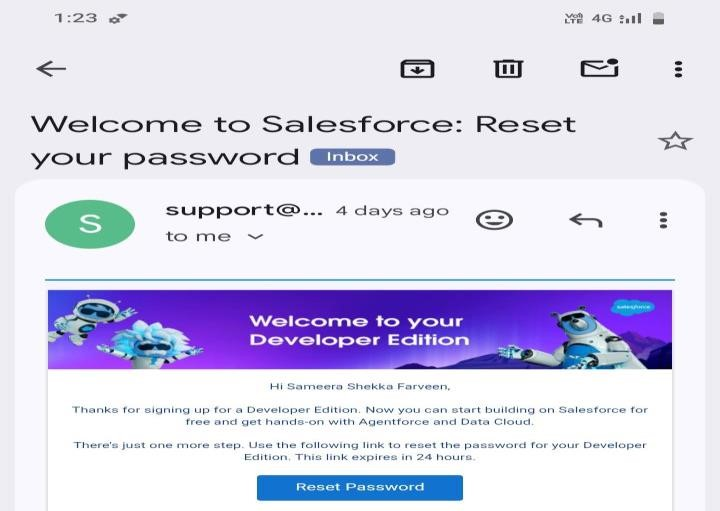 1:23
Vo) LTE 4G
Welcome to Salesforce: Reset
your password Inbox
S
support@... 4 days ago
to me
salesforce
Welcome to your
Developer Edition
Hi Sameera Shekka Farveen,
Thanks for signing up for a Developer Edition. Now you can start building on Salesforce for
free and get hands-on with Agentforce and Data Cloud.
There's just one more step. Use the following link to reset the password for your Developer
Edition. This link expires in 24 hours.
Reset Password